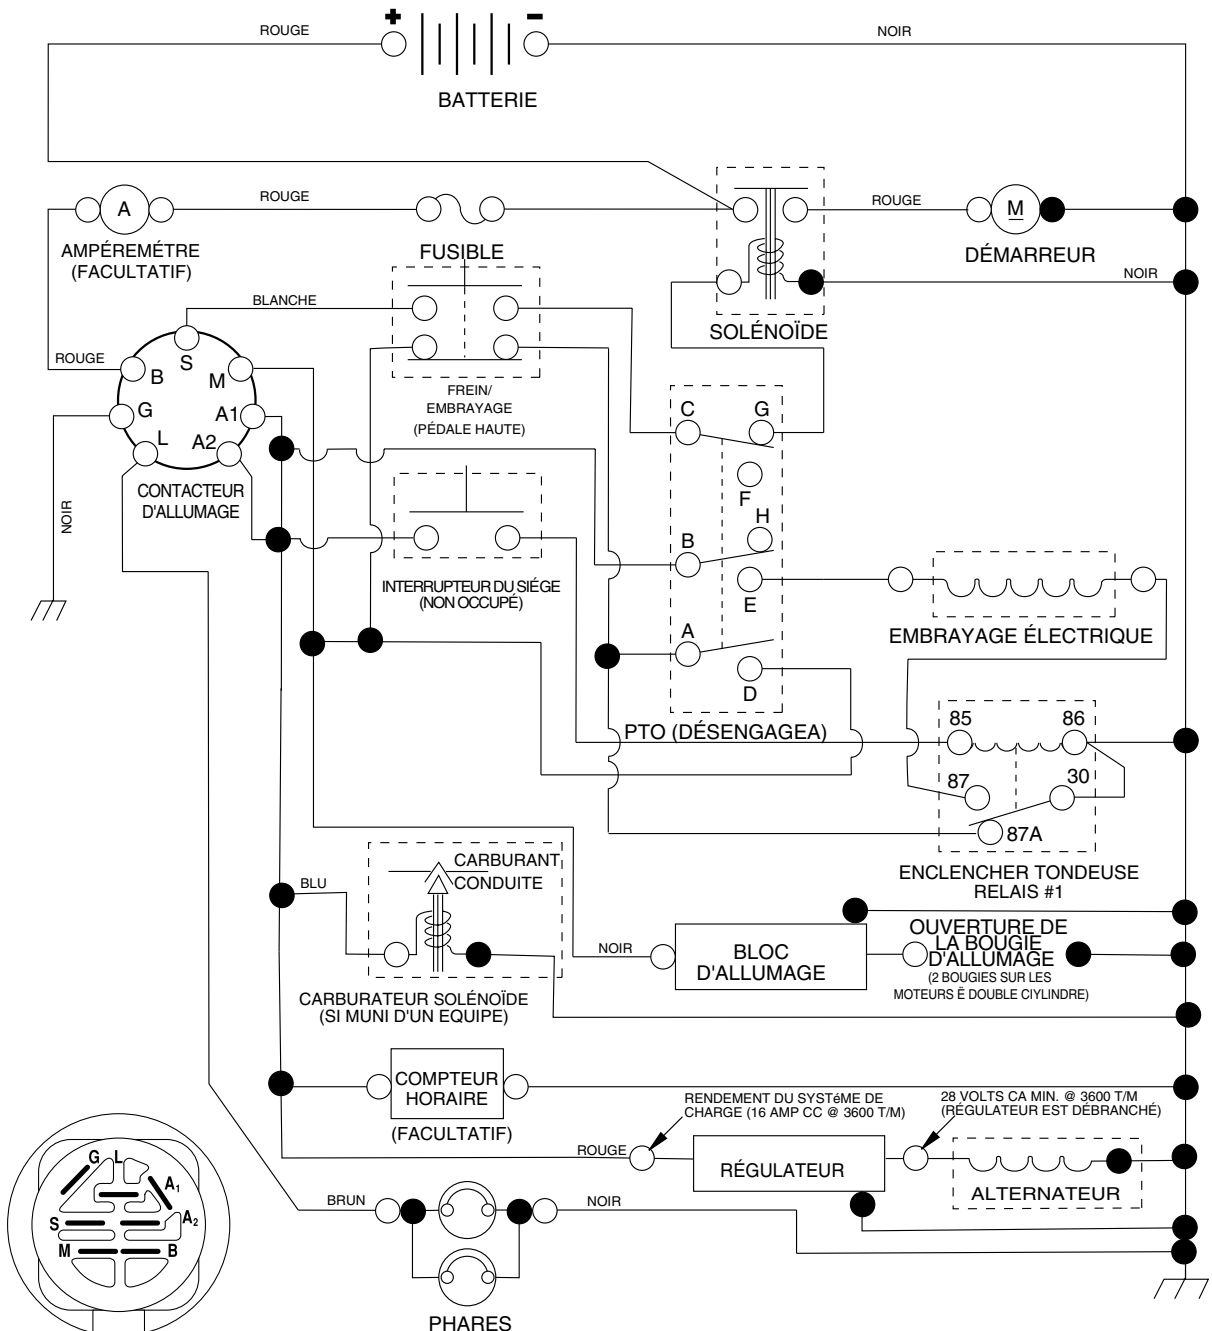 + -
ROUGE
NOIR
BATTERIE
A
ROUGE
ROUGE
M
AMPÉREMÉTRE
(FACULTATIF)
FUSIBLE
DÉMARREUR
NOIR
BLANCHE
SOLÉNOÏDE
ROUGE
S
B
M
G
A1
L
A2
FREIN/
EMBRAYAGE
(PÉDALE HAUTE)
C
G
F
H
B
E
A
D
CONTACTEUR
D'ALLUMAGE
NOIR
INTERRUPTEUR DU SIÉGE
(NON OCCUPÉ)
EMBRAYAGE ÉLECTRIQUE
PTO (DÉSENGAGEA)
85
86
87
30
87A
ENCLENCHER TONDEUSE
RELAIS #1
CARBURANT
CONDUITE
BLU
CARBURATEUR SOLÉNOÏDE
(SI MUNI D'UN EQUIPE)
NOIR
BLOC
D'ALLUMAGE
OUVERTURE DE
LA BOUGIE
D'ALLUMAGE
(2 BOUGIES SUR LES
MOTEURS Ë DOUBLE CIYLINDRE)
COMPTEUR
HORAIRE
(FACULTATIF)
RENDEMENT DU SYSTéME DE
CHARGE (16 AMP CC @ 3600 T/M)
28 VOLTS CA MIN. @ 3600 T/M
(RÉGULATEUR EST DÉBRANCHÉ)
ROUGE
RÉGULATEUR
ALTERNATEUR
BRUN
NOIR
PHARES
G
L
A1
A2
S
M
B